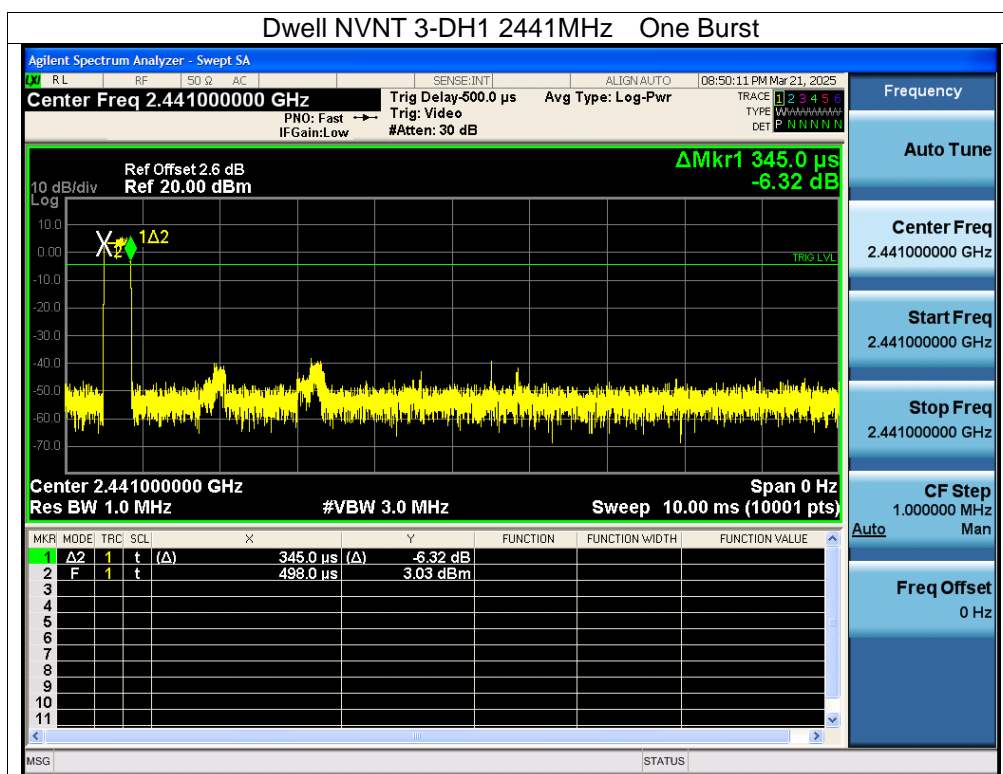 Dwell NVNT 3-DH1 2441MHz One Burst
Agilent Spectrum Analyzer - Swept SA
LXI RL RF 50 Ω AC SENSE:INT ALIGN AUTO 08:50:11 PM Mar 21, 2025
Center Freq 2.441000000 GHz Trig Delay-500.0 µs Avg Type: Log-Pwr TRACE 1 2 3 4 5 6
PNO: Fast Trig: Video TYPE WWWWWW
IFGain:Low #Atten: 30 dB DET P N N N N N
ΔMkr1 345.0 µs
-6.32 dB
Ref Offset 2.6 dB
10 dB/div Ref 20.00 dBm
Log
10.0
0.00
-10.0
-20.0
-30.0
-40.0
-50.0
-60.0
-70.0
X2 1Δ2
TRIG LVL
Center 2.441000000 GHz Span 0 Hz
Res BW 1.0 MHz #VBW 3.0 MHz Sweep 10.00 ms (10001 pts)
MKR MODE TRC SCL X Y FUNCTION FUNCTION WIDTH FUNCTION VALUE
1 Δ2 1 t (Δ) 345.0 µs (Δ) -6.32 dB
2 F 1 t 498.0 µs 3.03 dBm
3
4
5
6
7
8
9
10
11
MSG STATUS
Frequency
Auto Tune
Center Freq
2.441000000 GHz
Start Freq
2.441000000 GHz
Stop Freq
2.441000000 GHz
CF Step
1.000000 MHz
Auto Man
Freq Offset
0 Hz